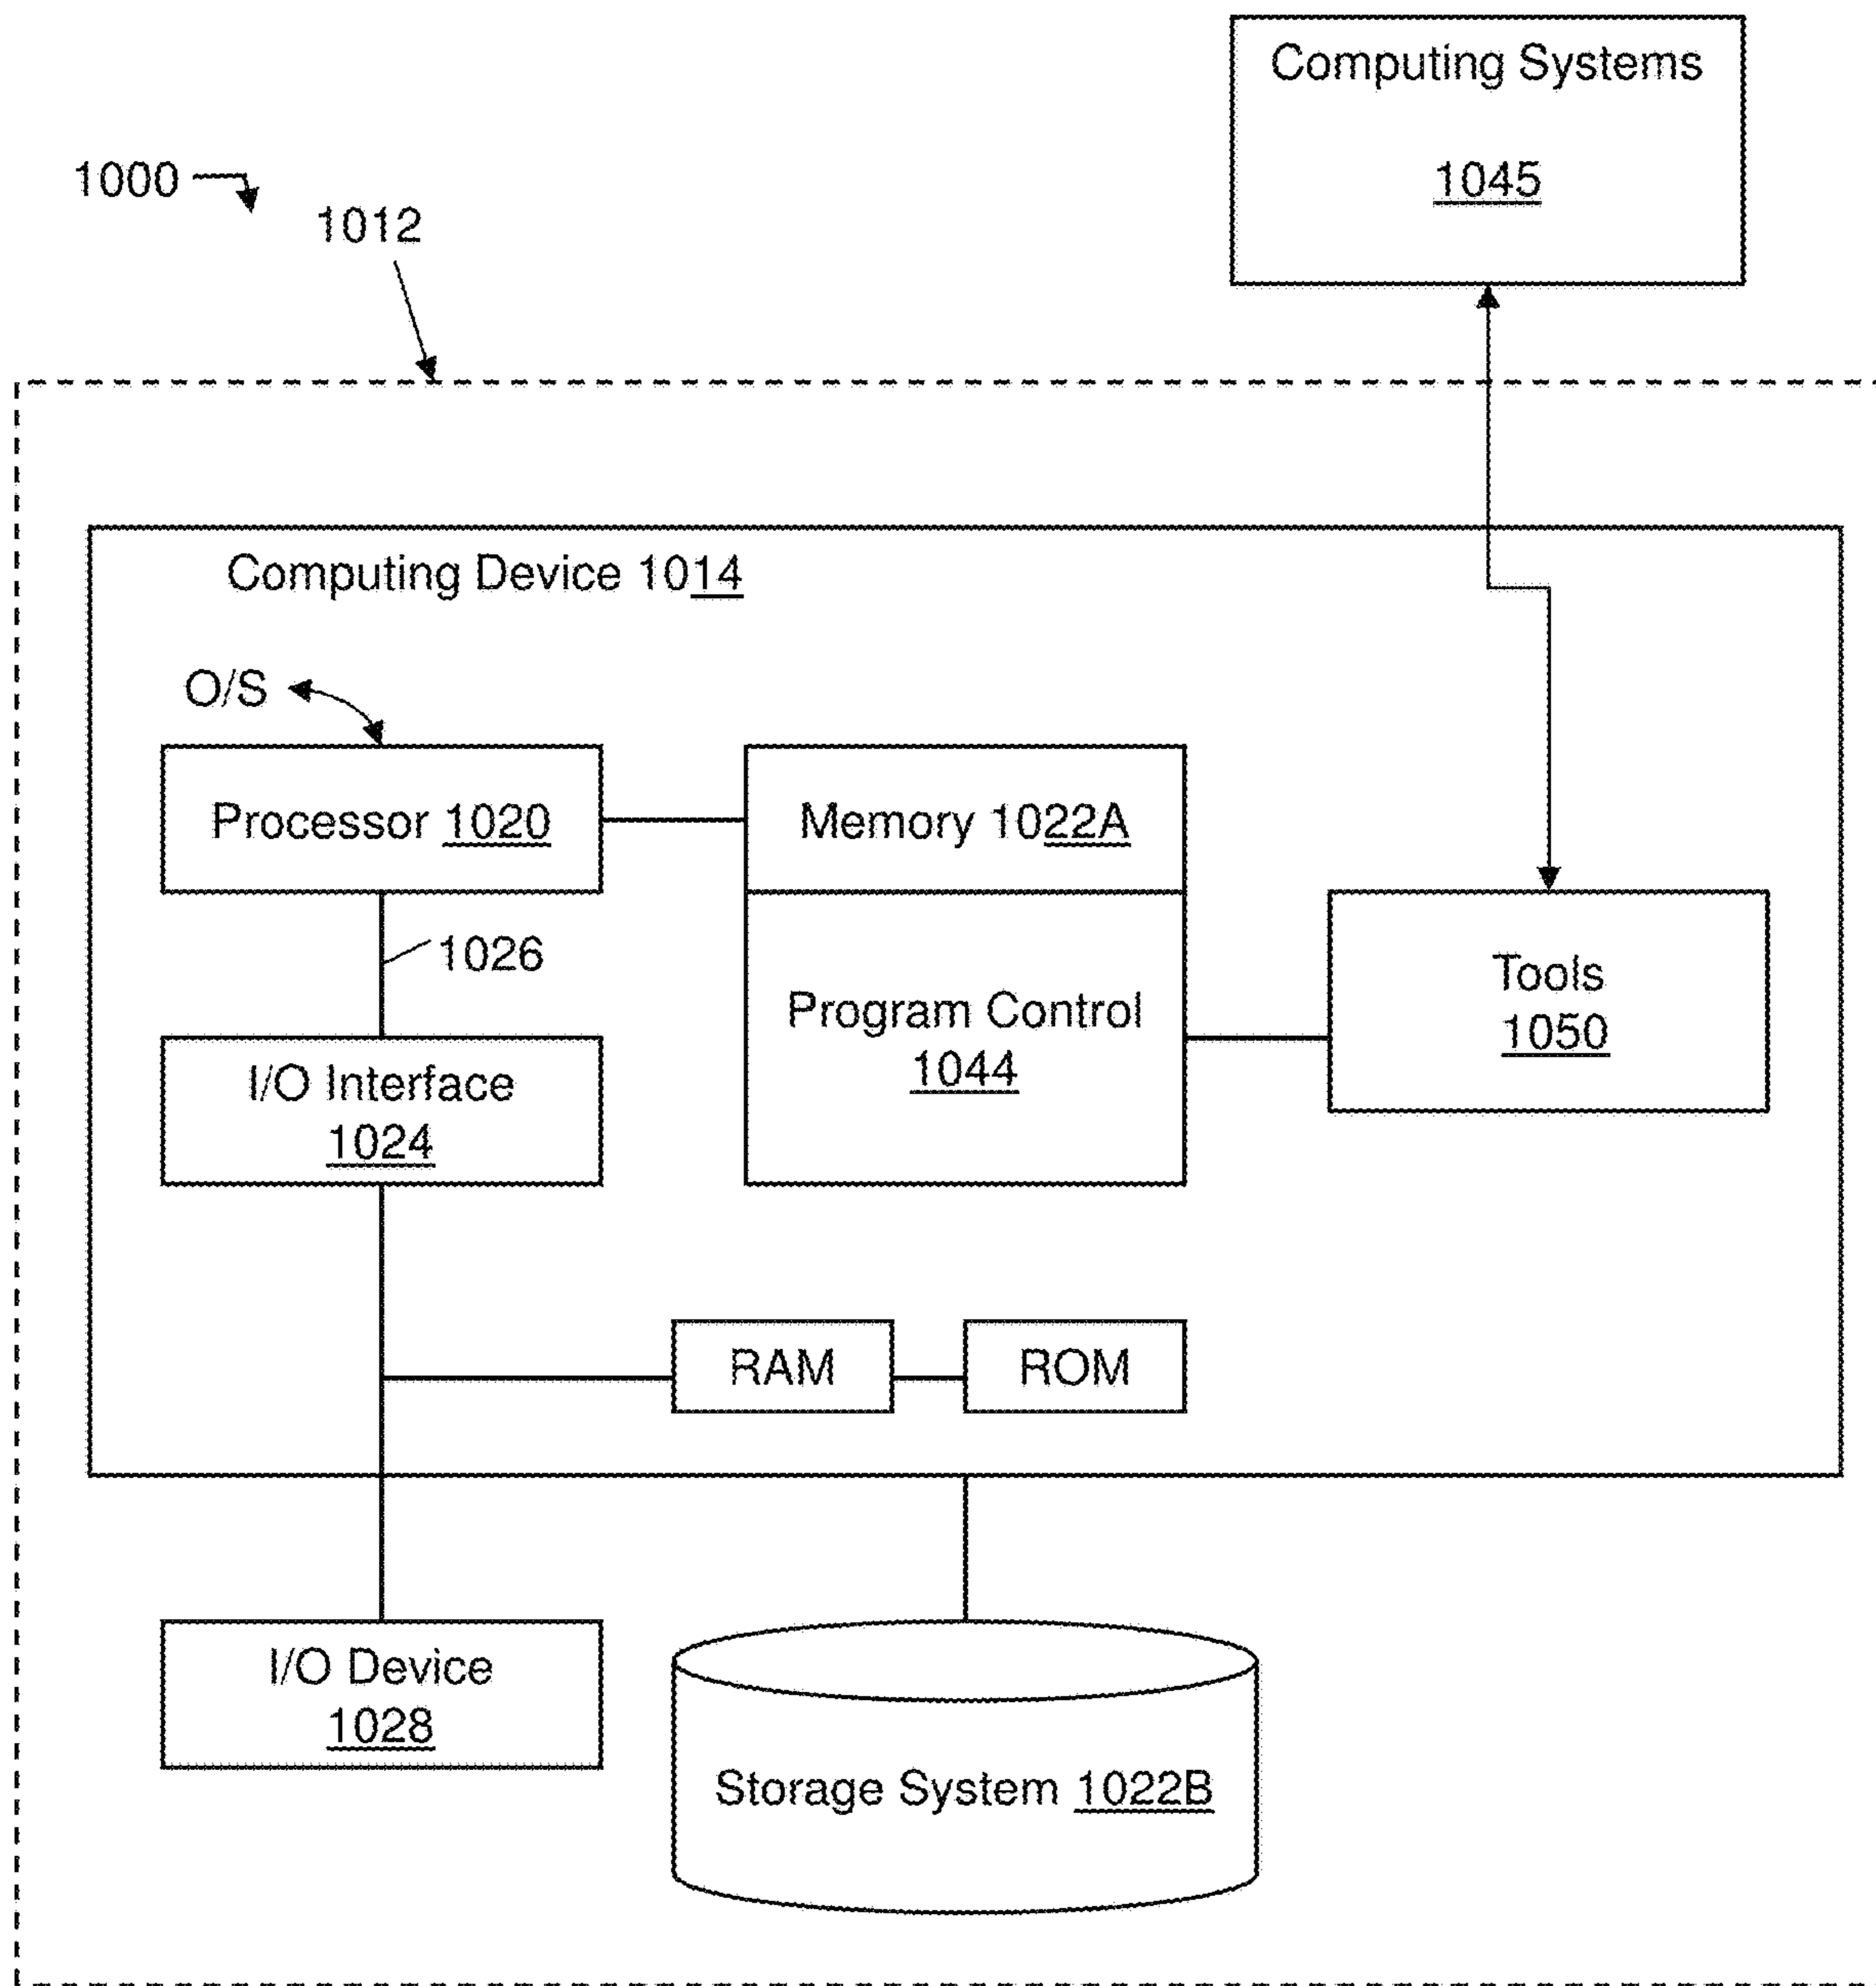 Computing Systems
1045
1000
1012
Computing Device 1014
O/S
Processor 1020
Memory 1022A
1026
Program Control
1044
Tools
1050
I/O Interface
1024
RAM
ROM
I/O Device
1028
Storage System 1022B